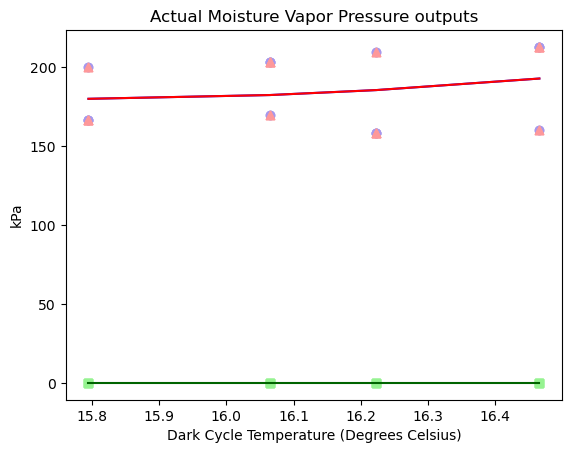 Actual Moisture Vapor Pressure outputs
200
150
100
50
0
kPa
15.8 15.9 16.0 16.1 16.2 16.3 16.4
Dark Cycle Temperature (Degrees Celsius)